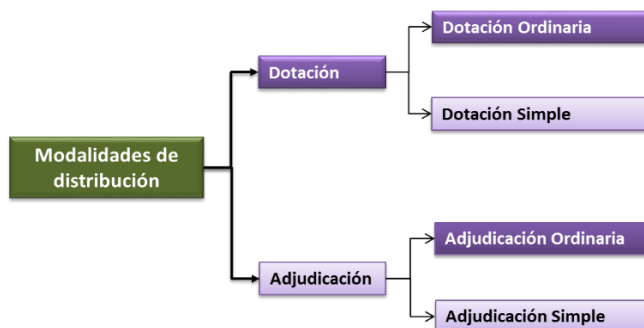 Modalidades de
distribución
Dotación
Dotación Ordinaria
Dotación Simple
Adjudicación
Adjudicación Ordinaria
Adjudicación Simple